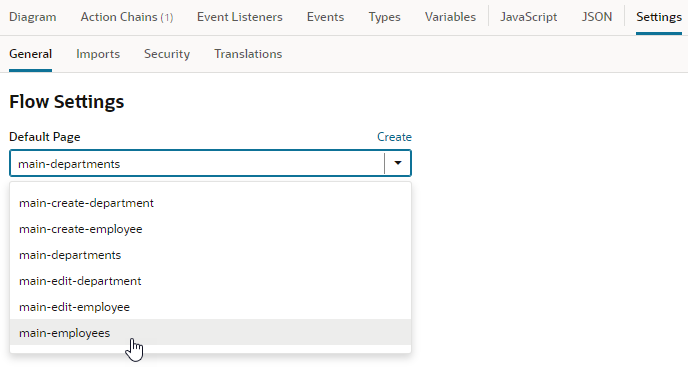 Diagram Action Chains (1) Event Listeners Events Types Variables JavaScript JSON Settings
General Imports Security Translations
Flow Settings
Default Page Create
main-departments
main-create-department
main-create-employee
main-departments
main-edit-department
main-edit-employee
main-employees